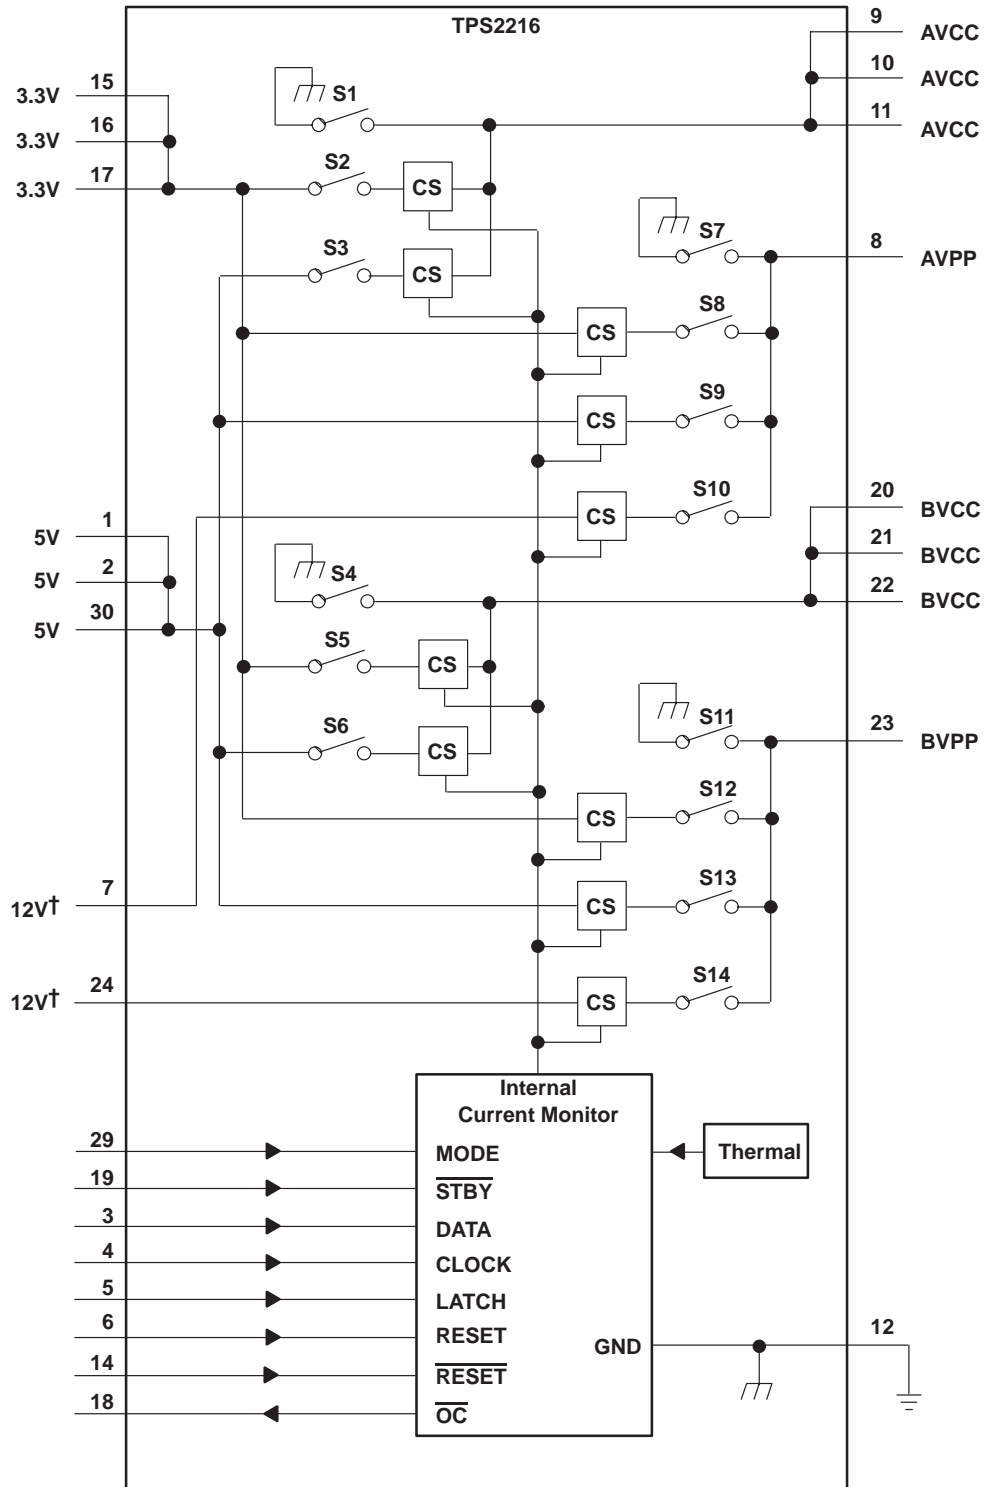 TPS2216
9
AVCC
10
AVCC
11
AVCC
15
3.3V
16
3.3V
17
3.3V
S1
S2
CS
S3
CS
S7
8
AVPP
S8
CS
S9
CS
S10
CS
1
5V
2
5V
30
5V
20
BVCC
21
BVCC
22
BVCC
S4
S5
CS
S6
CS
S11
23
BVPP
S12
CS
7
12V†
S13
CS
24
12V†
S14
CS
Internal
Current Monitor
Thermal
29
MODE
19
STBY
3
DATA
4
CLOCK
5
LATCH
6
RESET
14
RESET
18
OC
GND
12